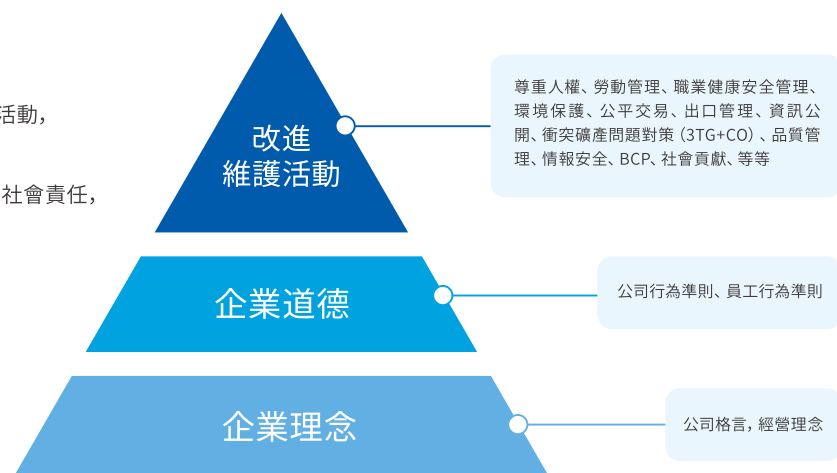 活動，
社會責任，
改進
維護活動
尊重人權、勞動管理、職業健康安全管理、
環境保護、公平交易、出口管理、資訊公
開、衝突礦產問題對策（3TG+CO）、品質管
理、情報安全、BCP、社會貢獻、等等
企業道德
公司行為準則、員工行為準則
企業理念
公司格言，經營理念